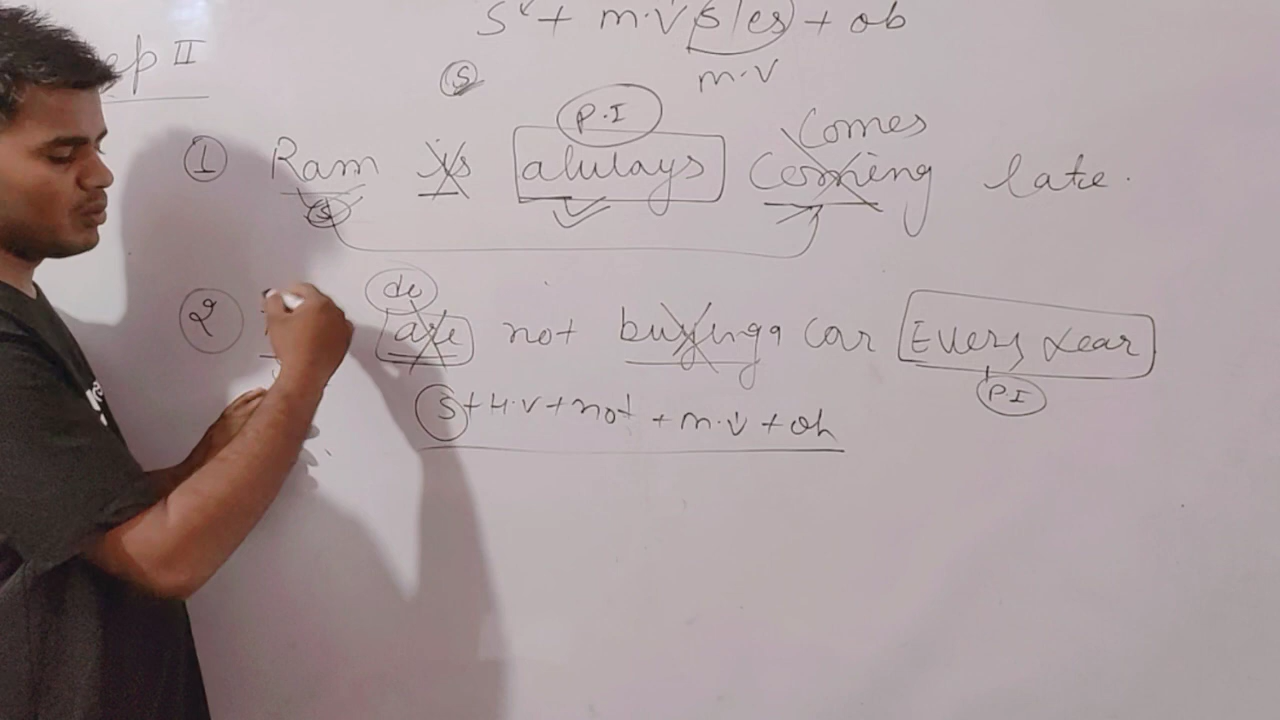 S + m.v s/es + ob
ep II
m.v
S
P.I
Comes
1 Ram is always Coming late.
S
do
2 are not buying a car Every year
P.I
S + H.v + not + m.v + ob